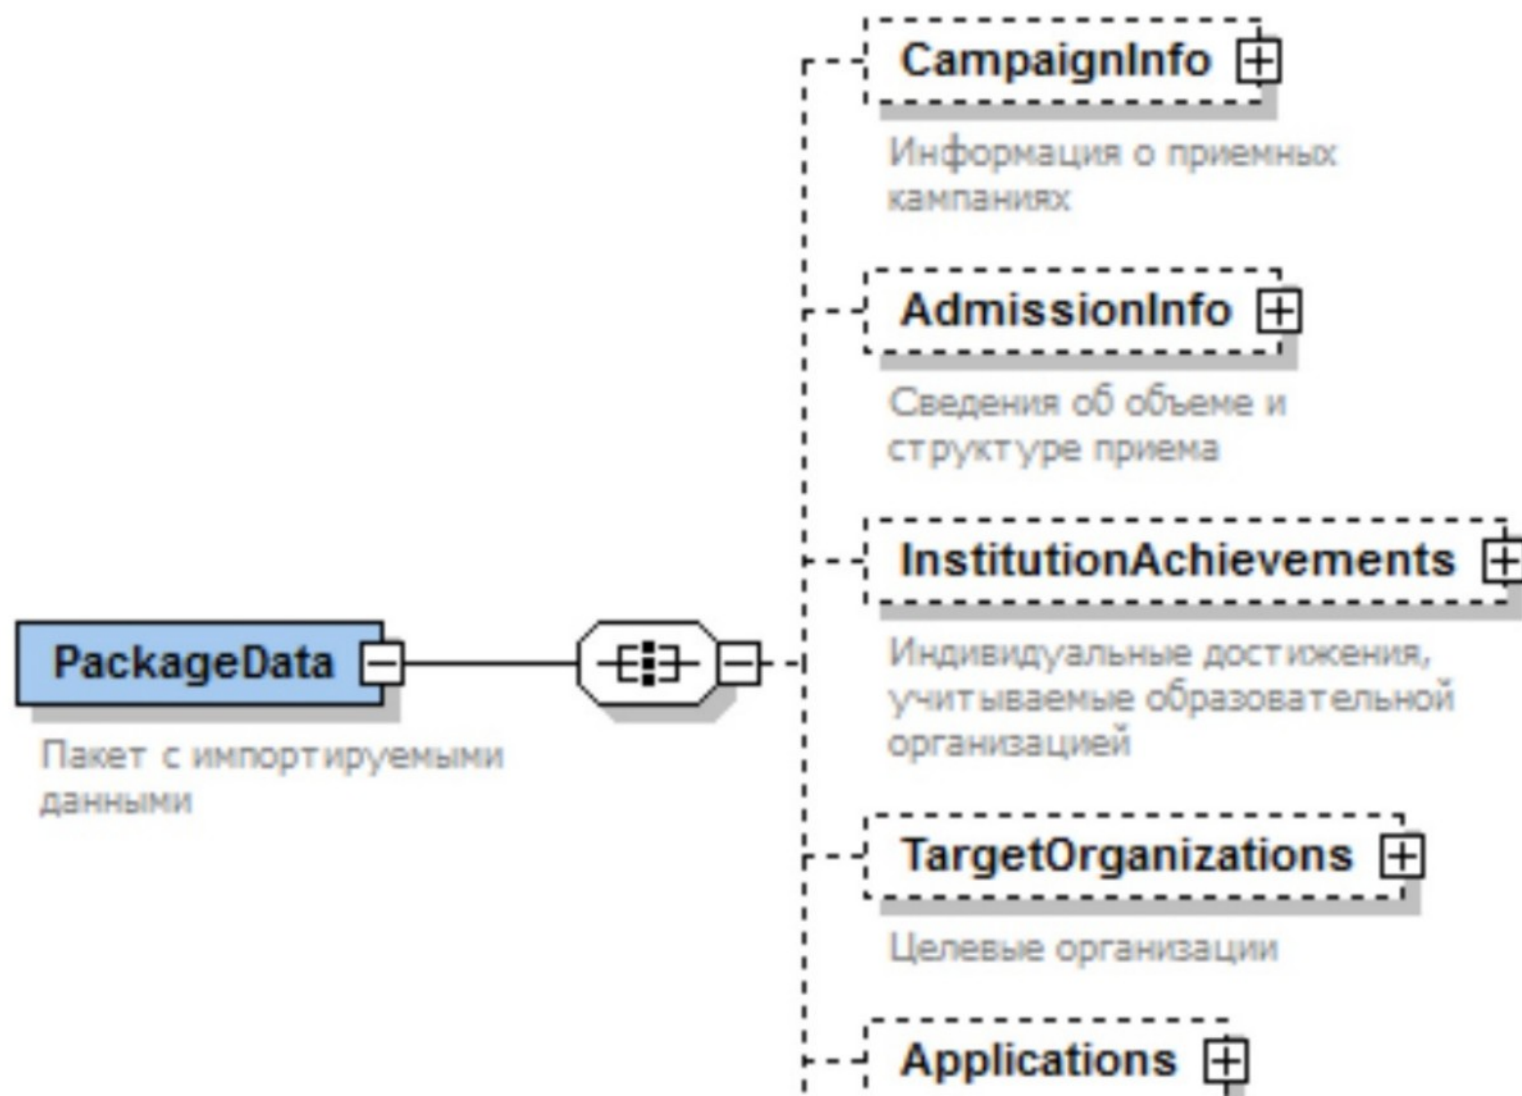 CampaignInfo
Информация о приемных
кампаниях
AdmissionInfo
Сведения об объеме и
структуре приема
InstitutionAchievements
Индивидуальные достижения,
учитываемые образовательной
организацией
PackageData
Пакет с импортируемыми
данными
TargetOrganizations
Целевые организации
Applications